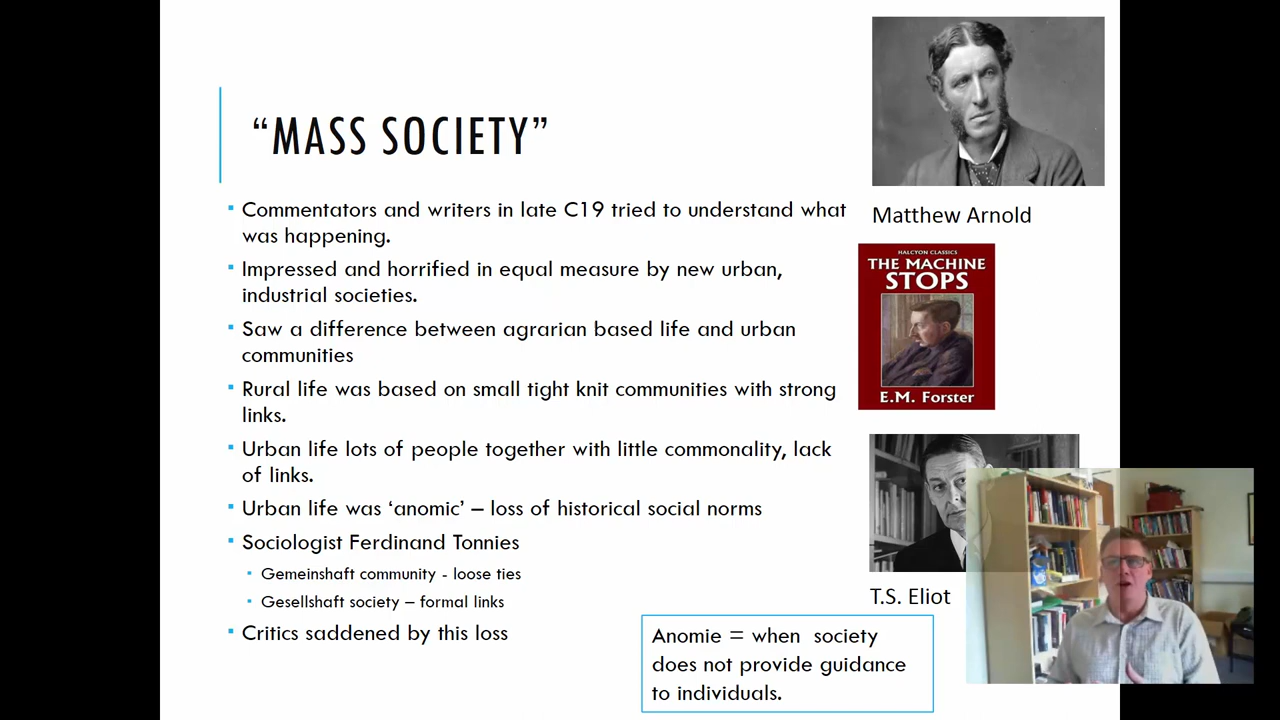 “MASS SOCIETY”
Commentators and writers in late C19 tried to understand what
was happening.
Impressed and horrified in equal measure by new urban,
industrial societies.
Saw a difference between agrarian based life and urban
communities
Rural life was based on small tight knit communities with strong
links.
Urban life lots of people together with little commonality, lack
of links.
Urban life was ‘anomic’ – loss of historical social norms
Sociologist Ferdinand Tonnies
Gemeinshaft community - loose ties
Gesellshaft society – formal links
Critics saddened by this loss
Matthew Arnold
HALCYON CLASSICS
THE MACHINE
STOPS
E.M. Forster
T.S. Eliot
Anomie = when society
does not provide guidance
to individuals.